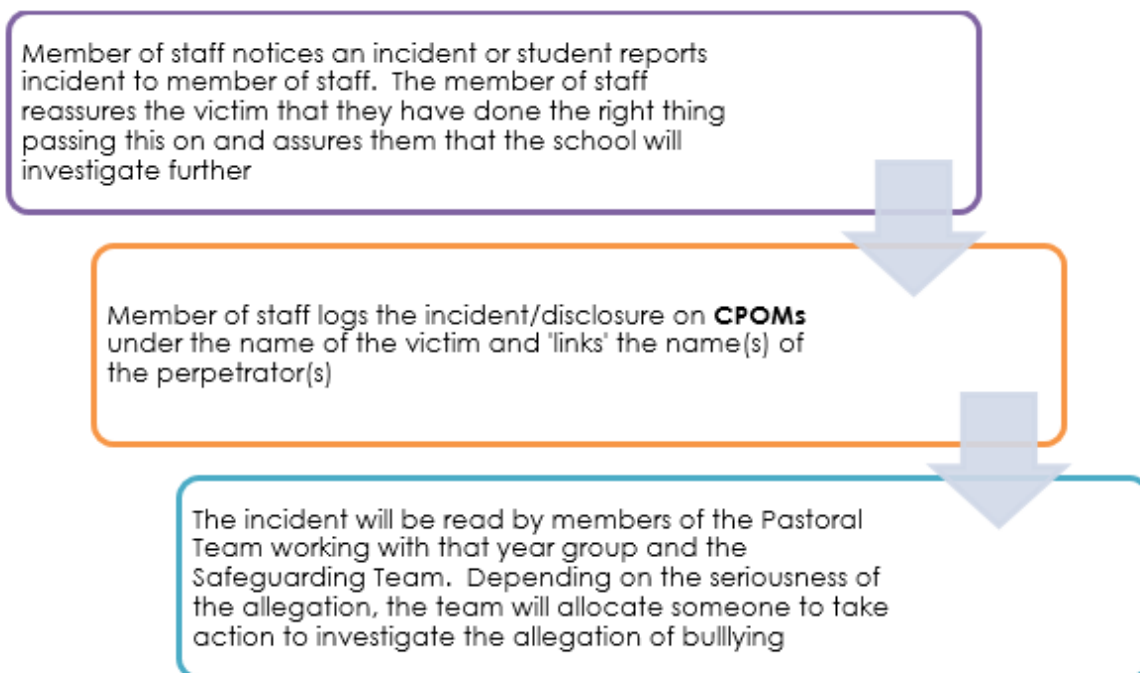 Member of staff notices an incident or student reports
incident to member of staff.  The member of staff
reassures the victim that they have done the right thing
passing this on and assures them that the school will
investigate further
Member of staff logs the incident/disclosure on CPOMs
under the name of the victim and 'links' the name(s) of
the perpetrator(s)
The incident will be read by members of the Pastoral
Team working with that year group and the
Safeguarding Team.  Depending on the seriousness of
the allegation, the team will allocate someone to take
action to investigate the allegation of bulllying